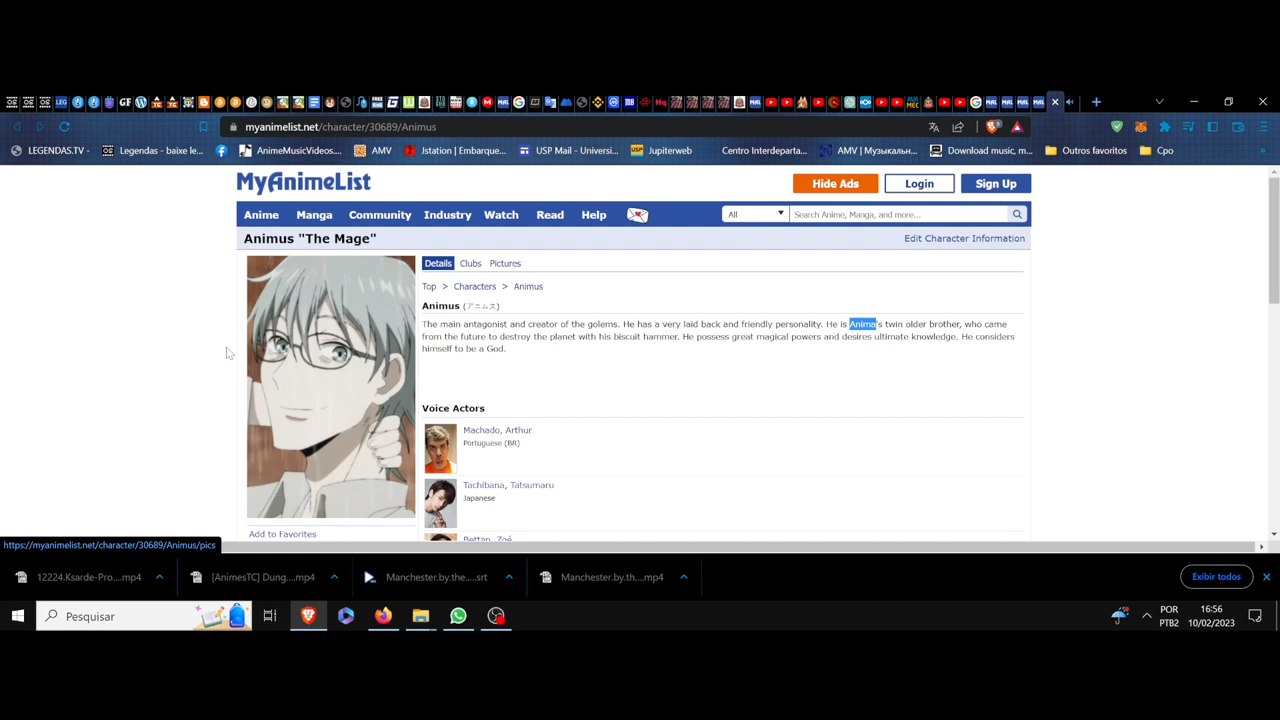 myanimelist.net/character/30689/Animus
LEGENDAS.TV -
Legendas - baixe le...
AnimeMusicVideos....
AMV
Jstation | Embarque...
USP Mail - Universi...
Jupiterweb
Centro Interdeparta...
Download music, m...
Outros favoritos
Cpo
MyAnimeList
Hide Ads
Login
Sign Up
Anime
Manga
Community
Industry
Watch
Read
Help
All
Search Anime, Manga, and more...
Animus "The Mage"
Edit Character Information
Details
Clubs
Pictures
Top > Characters > Animus
Animus (アニムス)
The main antagonist and creator of the golems. He has a very laid back and friendly personality. He is Anima's twin older brother, who came
from the future to destroy the planet with his biscuit hammer. He possess great magical powers and desires ultimate knowledge. He considers
himself to be a God.
Voice Actors
Machado, Arthur
Portuguese (BR)
Tachibana, Tatsumaru
Japanese
Bettan, Zoé
Add to Favorites
https://myanimelist.net/character/30689/Animus/pics
12224.Ksarde-Pro....mp4
[AnimesTC] Dung....mp4
Manchester.by.the.....srt
Manchester.by.th....mp4
Exibir todos
Pesquisar
POR
PTB2
16:56
10/02/2023